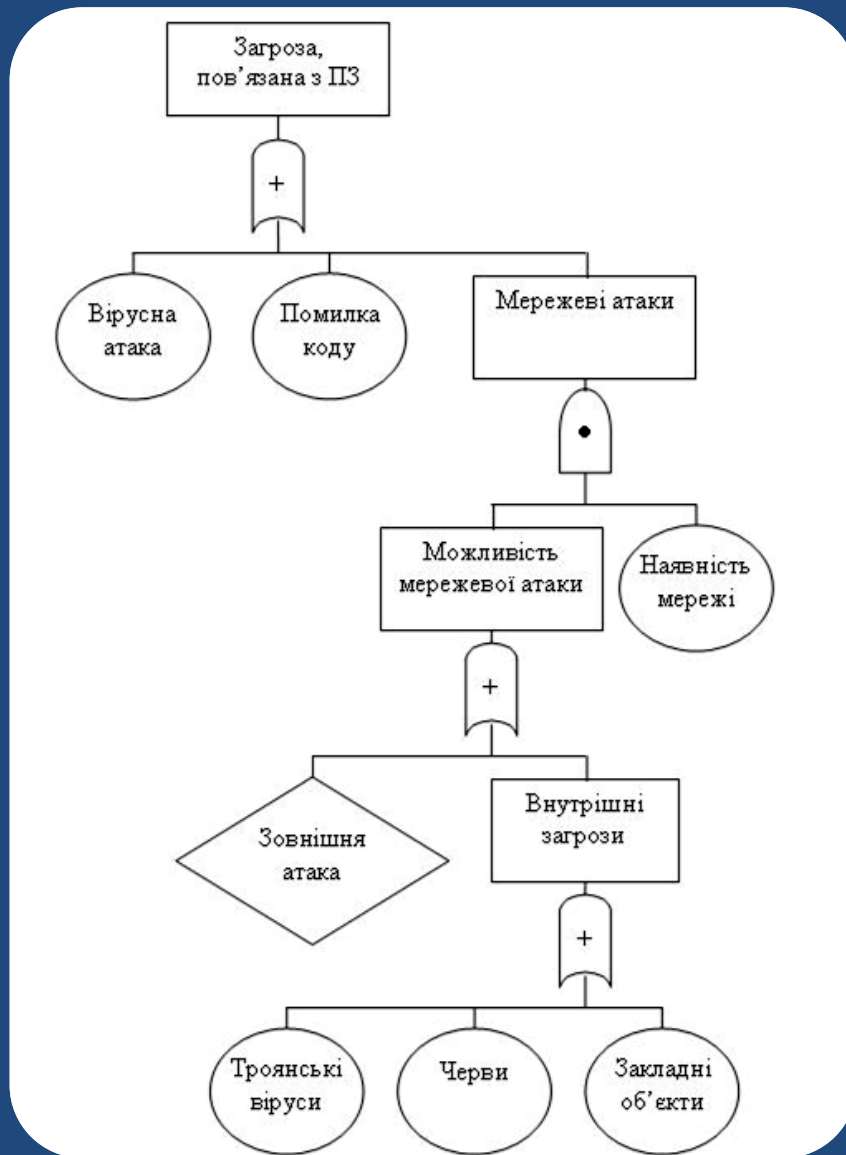 Загроза,
пов’язана з ПЗ
+
Вірусна
атака
Помилка
коду
Мережеві атаки
Можливість
мережевої атаки
Наявність
мережі
+
Зовнішня
атака
Внутрішні
загрози
+
Троянські
віруси
Черви
Закладні
об’єкти